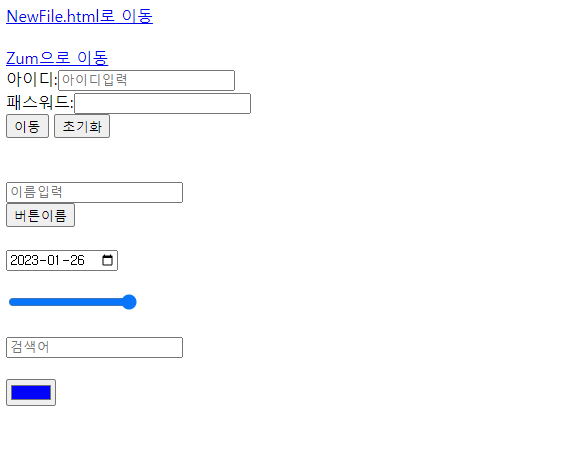 NewFile.html로 이동
Zum으로 이동
아이디:아이디입력
패스워드:
이동 초기화
이름입력
버튼이름
2023-01-26
검색어